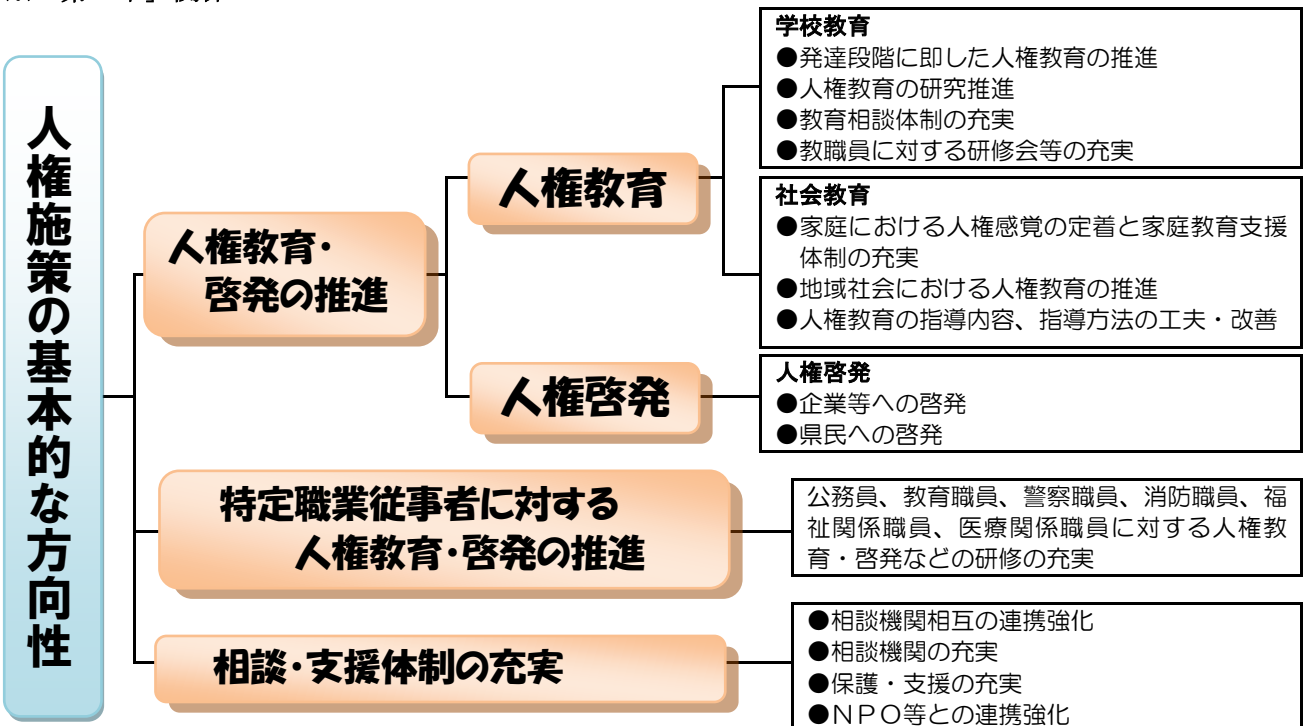 人権施策の基本的な方向性
人権教育・
啓発の推進
人権教育
学校教育
●発達段階に即した人権教育の推進
●人権教育の研究推進
●教育相談体制の充実
●教職員に対する研修会等の充実
社会教育
●家庭における人権感覚の定着と家庭教育支援
体制の充実
●地域社会における人権教育の推進
●人権教育の指導内容、指導方法の工夫・改善
人権啓発
人権啓発
●企業等への啓発
●県民への啓発
特定職業従事者に対する
人権教育・啓発の推進
公務員、教育職員、警察職員、消防職員、福
祉関係職員、医療関係職員に対する人権教
育・啓発などの研修の充実
相談・支援体制の充実
●相談機関相互の連携強化
●相談機関の充実
●保護・支援の充実
●ＮＰＯ等との連携強化